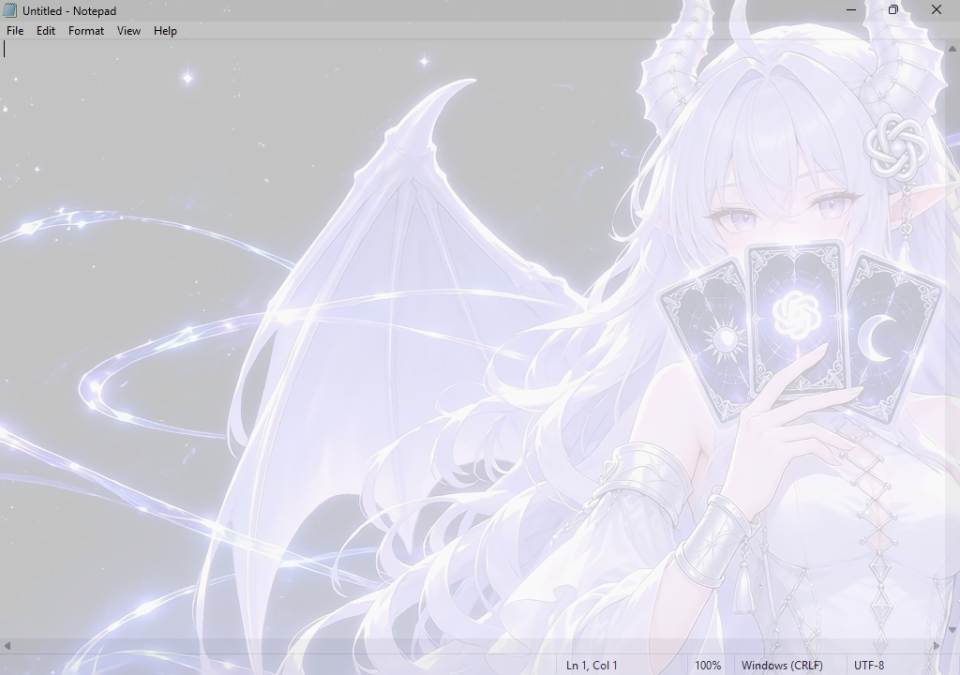 Untitled - Notepad
File Edit Format View Help
Ln 1, Col 1 100% Windows (CRLF) UTF-8